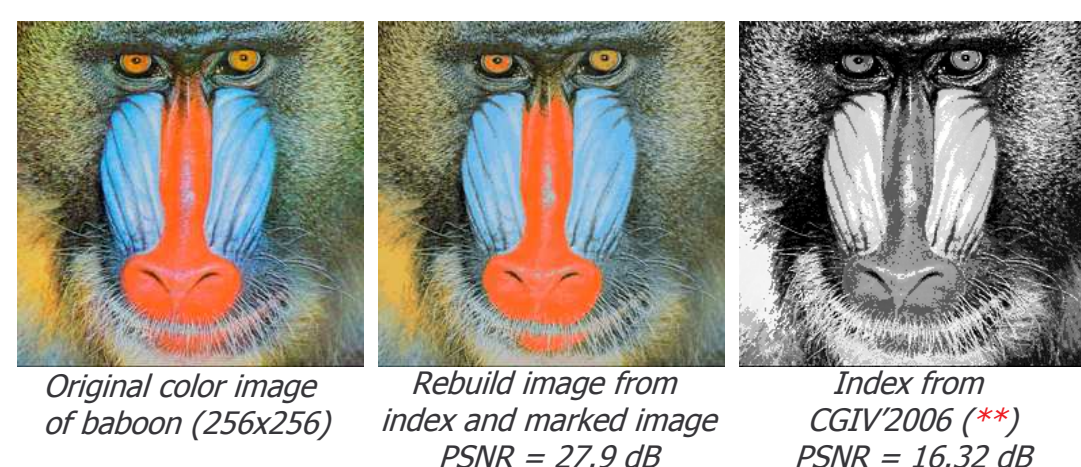 Original color image
of baboon (256x256)
Rebuild image from
index and marked image
PSNR = 27.9 dB
Index from
CGIV'2006 (**)
PSNR = 16.32 dB